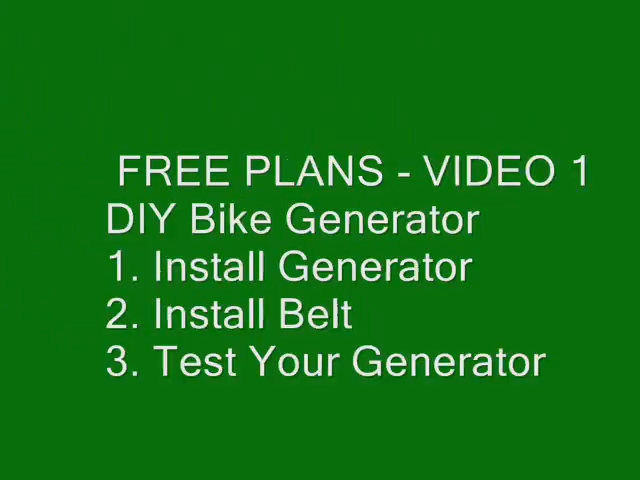 FREE PLANS - VIDEO 1
DIY Bike Generator
1. Install Generator
2. Install Belt
3. Test Your Generator